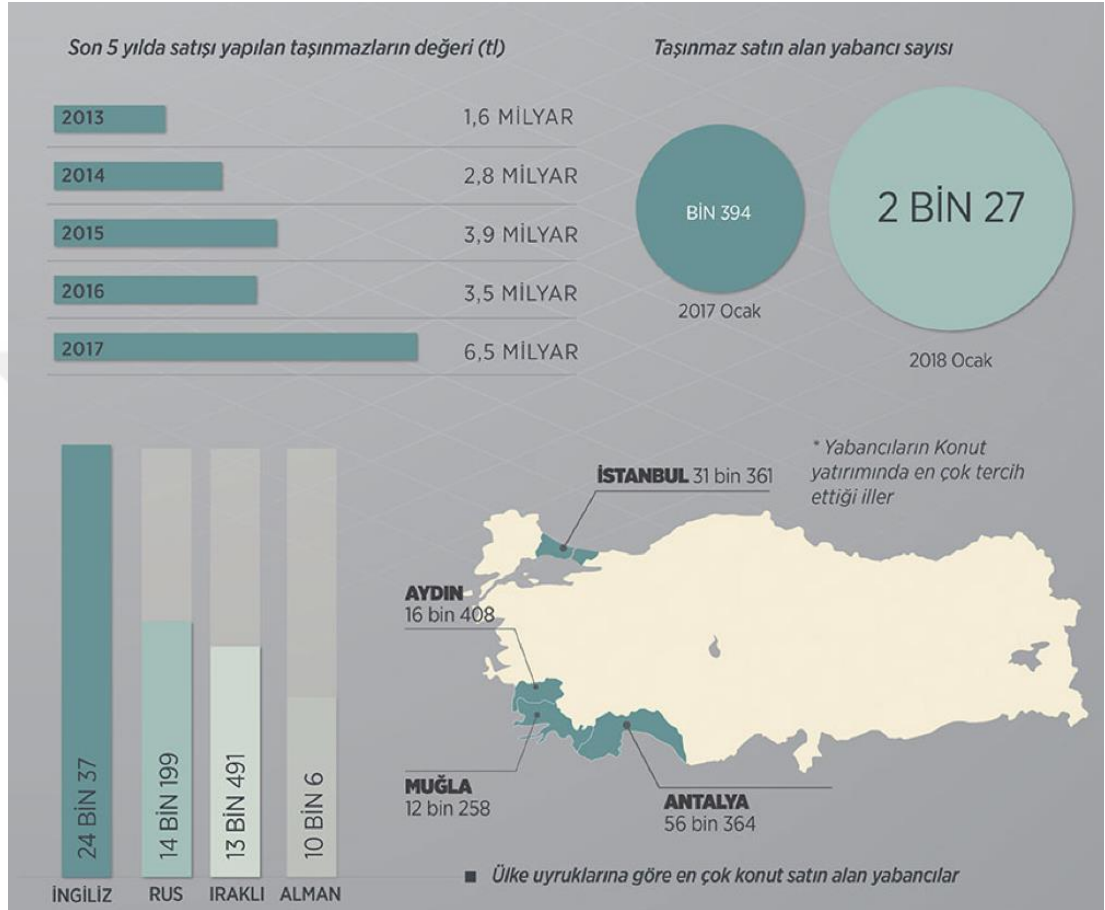 Son 5 yılda satışı yapılan taşınmazların değeri (tl)
2013 1,6 MİLYAR
2014 2,8 MİLYAR
2015 3,9 MİLYAR
2016 3,5 MİLYAR
2017 6,5 MİLYAR
Taşınmaz satın alan yabancı sayısı
BİN 394
2017 Ocak
2 BİN 27
2018 Ocak
24 BİN 37
İNGİLİZ
14 BİN 199
RUS
13 BİN 491
IRAKLI
10 BİN 6
ALMAN
* Yabancıların Konut
yatırımında en çok tercih
ettiği iller
İSTANBUL 31 bin 361
AYDIN
16 bin 408
MUĞLA
12 bin 258
ANTALYA
56 bin 364
■ Ülke uyruklarına göre en çok konut satın alan yabancılar